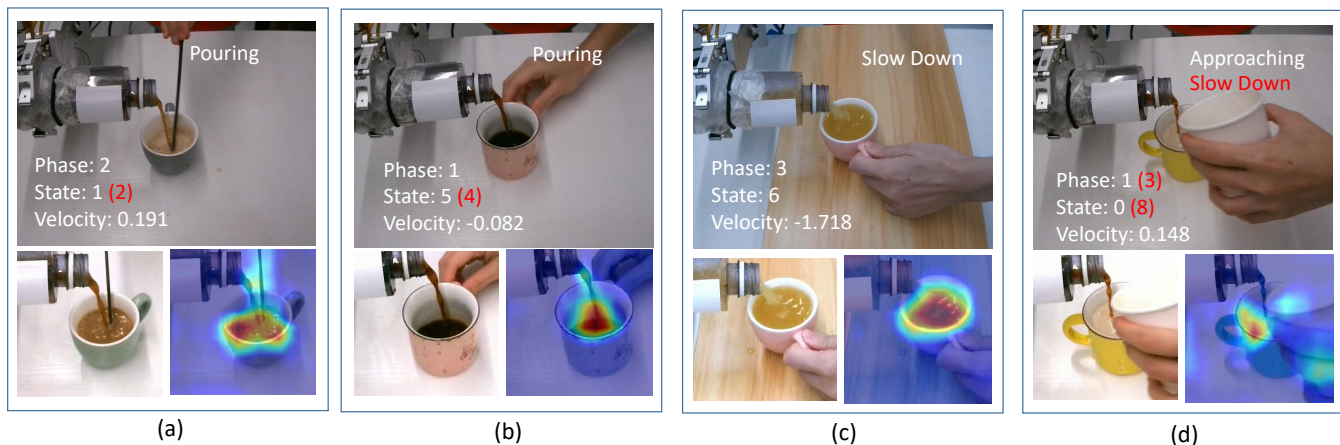 Pouring
Phase: 2
State: 1 (2)
Velocity: 0.191
(a)
Pouring
Phase: 1
State: 5 (4)
Velocity: -0.082
(b)
Slow Down
Phase: 3
State: 6
Velocity: -1.718
(c)
Approaching
Slow Down
Phase: 1 (3)
State: 0 (8)
Velocity: 0.148
(d)